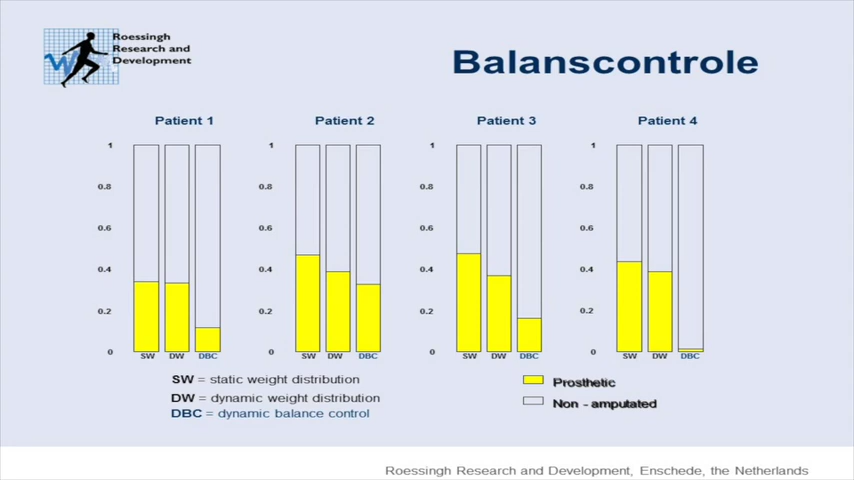 Roessingh
Research and
Development
Balanscontrole
Patient 1 Patient 2 Patient 3 Patient 4
1 1 1 1
0.8 0.8 0.8 0.8
0.6 0.6 0.6 0.6
0.4 0.4 0.4 0.4
0.2 0.2 0.2 0.2
0 0 0 0
SW DW DBC SW DW DBC SW DW DBC SW DW DBC
SW = static weight distribution
DW = dynamic weight distribution
DBC = dynamic balance control
Prosthetic
Non - amputated
Roessingh Research and Development, Enschede, the Netherlands